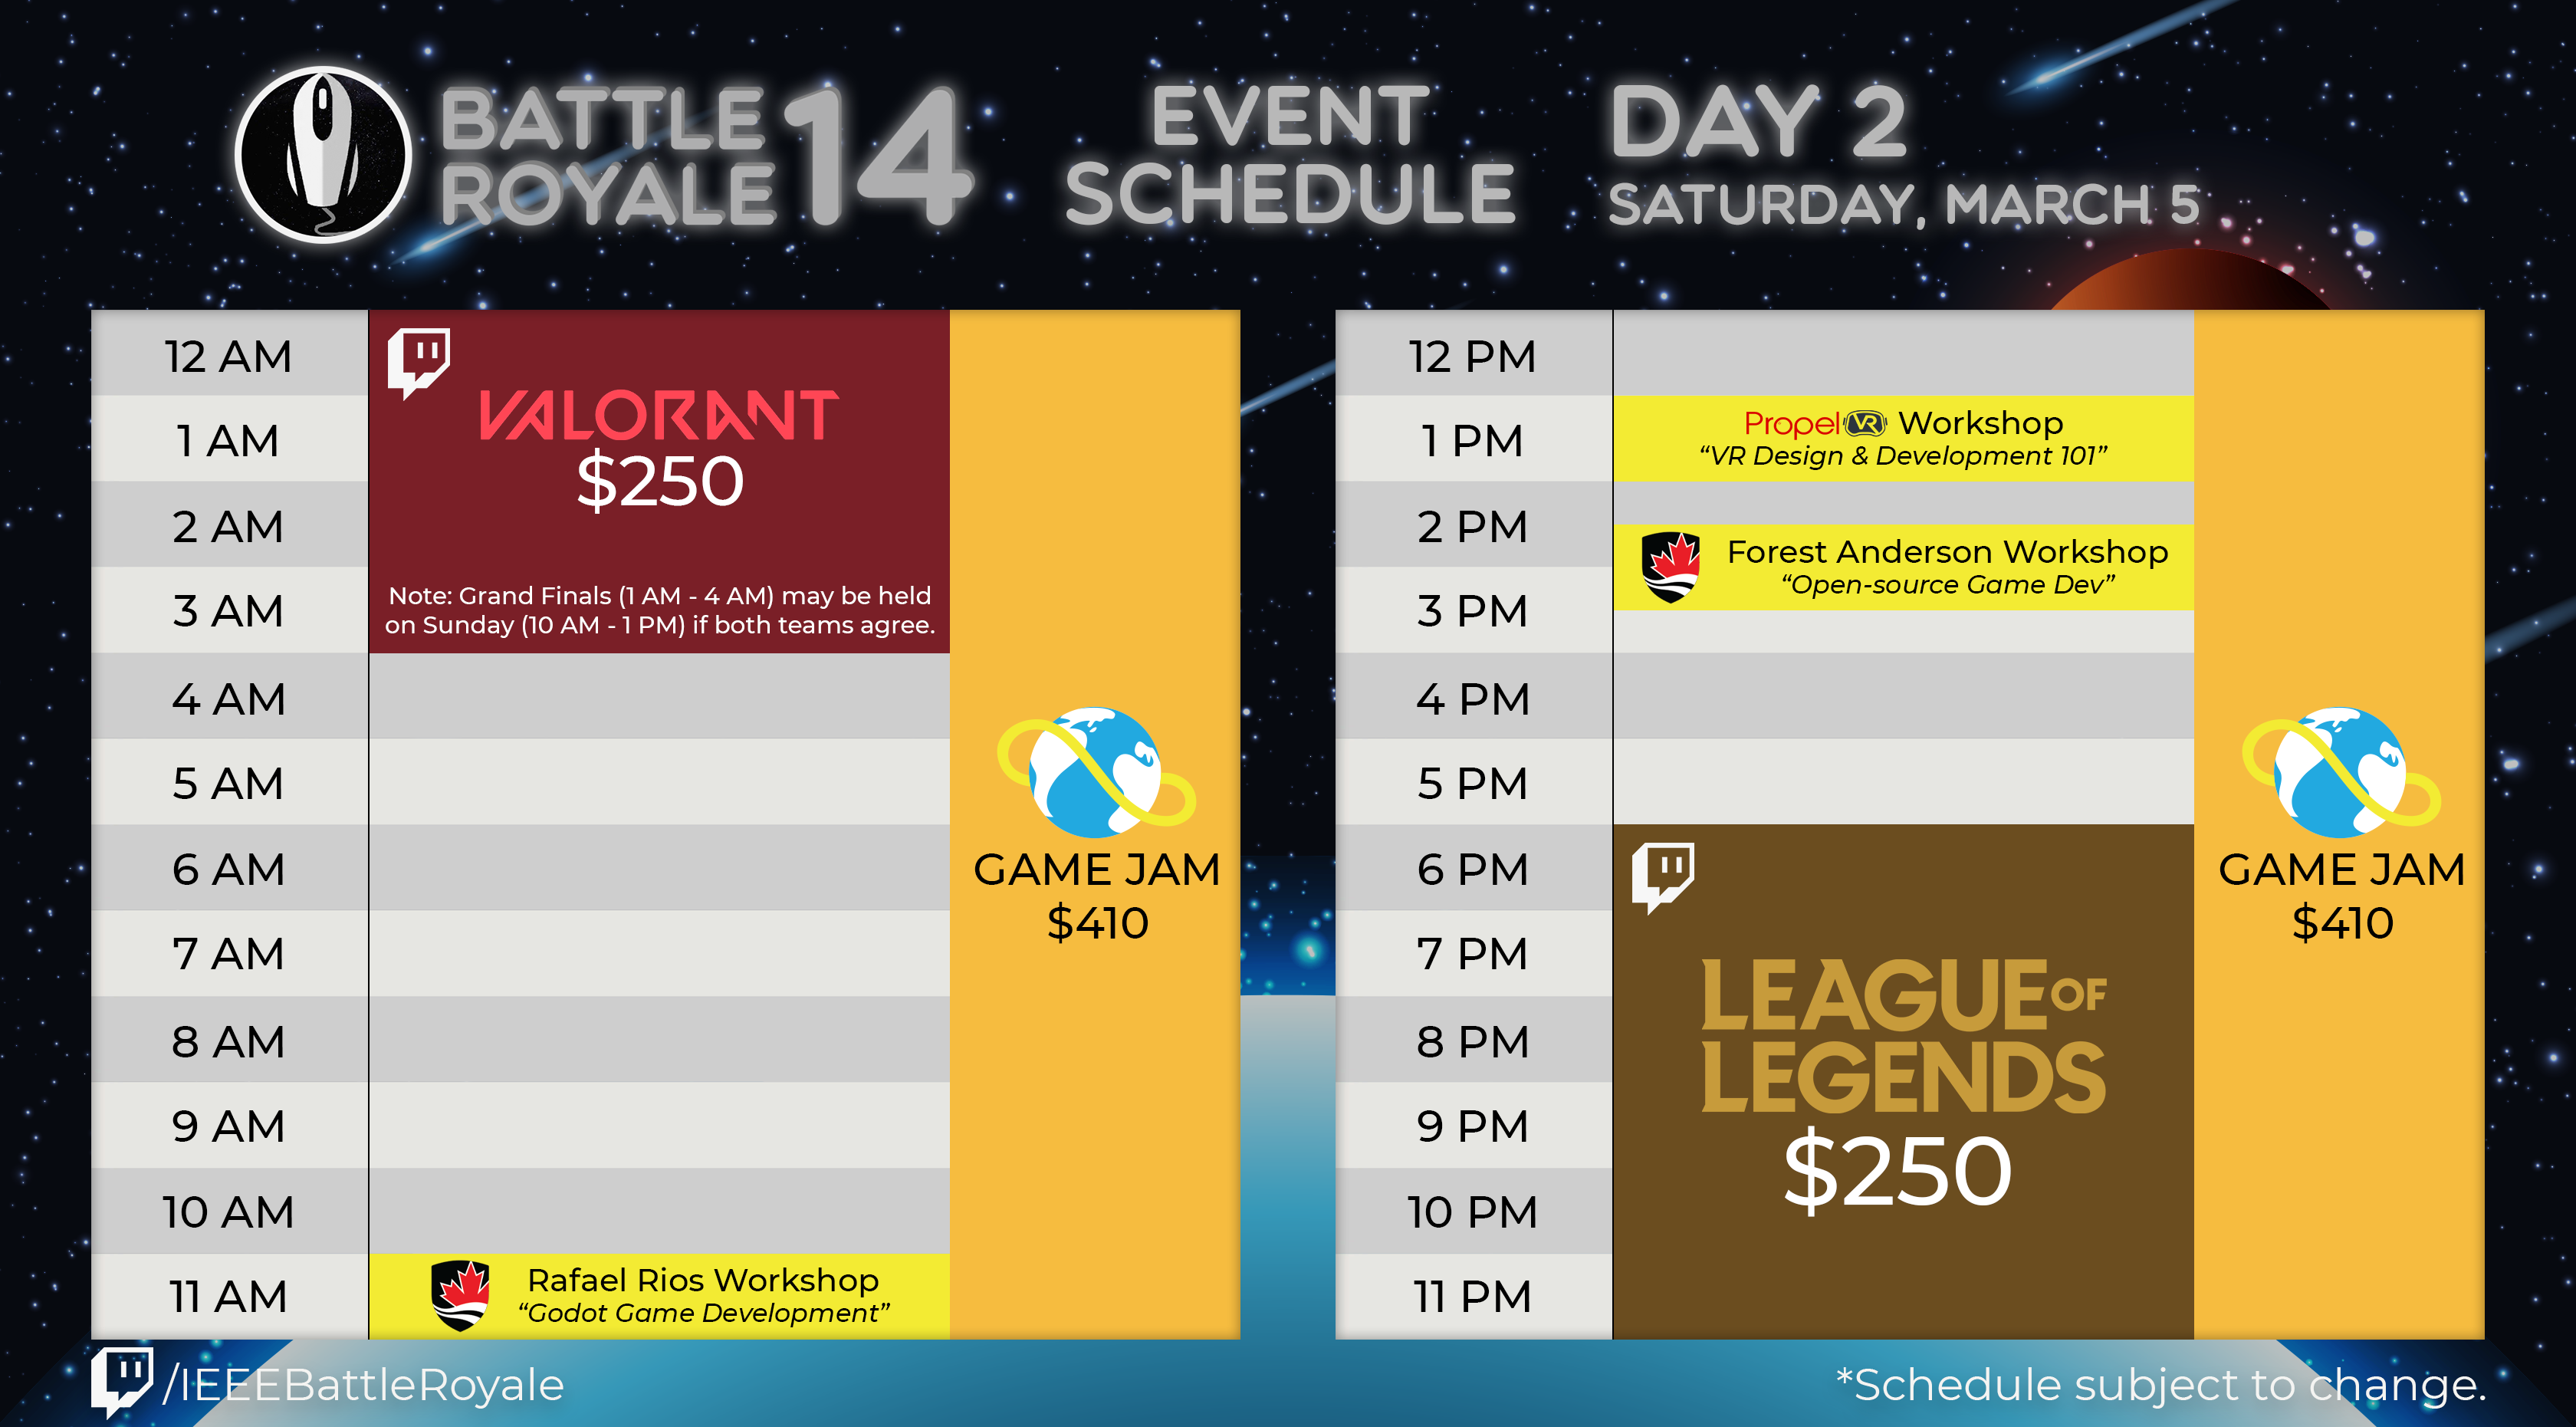 BATTLE
ROYALE 14
EVENT
SCHEDULE
DAY 2
SATURDAY, MARCH 5
12 AM
1 AM
2 AM
3 AM
4 AM
5 AM
6 AM
7 AM
8 AM
9 AM
10 AM
11 AM
VALORANT
$250
Note: Grand Finals (1 AM - 4 AM) may be held
on Sunday (10 AM - 1 PM) if both teams agree.
Rafael Rios Workshop
“Godot Game Development”
GAME JAM
$410
12 PM
1 PM
2 PM
3 PM
4 PM
5 PM
6 PM
7 PM
8 PM
9 PM
10 PM
11 PM
Propel VR Workshop
“VR Design & Development 101”
Forest Anderson Workshop
“Open-source Game Dev”
LEAGUE OF
LEGENDS
$250
GAME JAM
$410
/IEEEBattleRoyale
*Schedule subject to change.